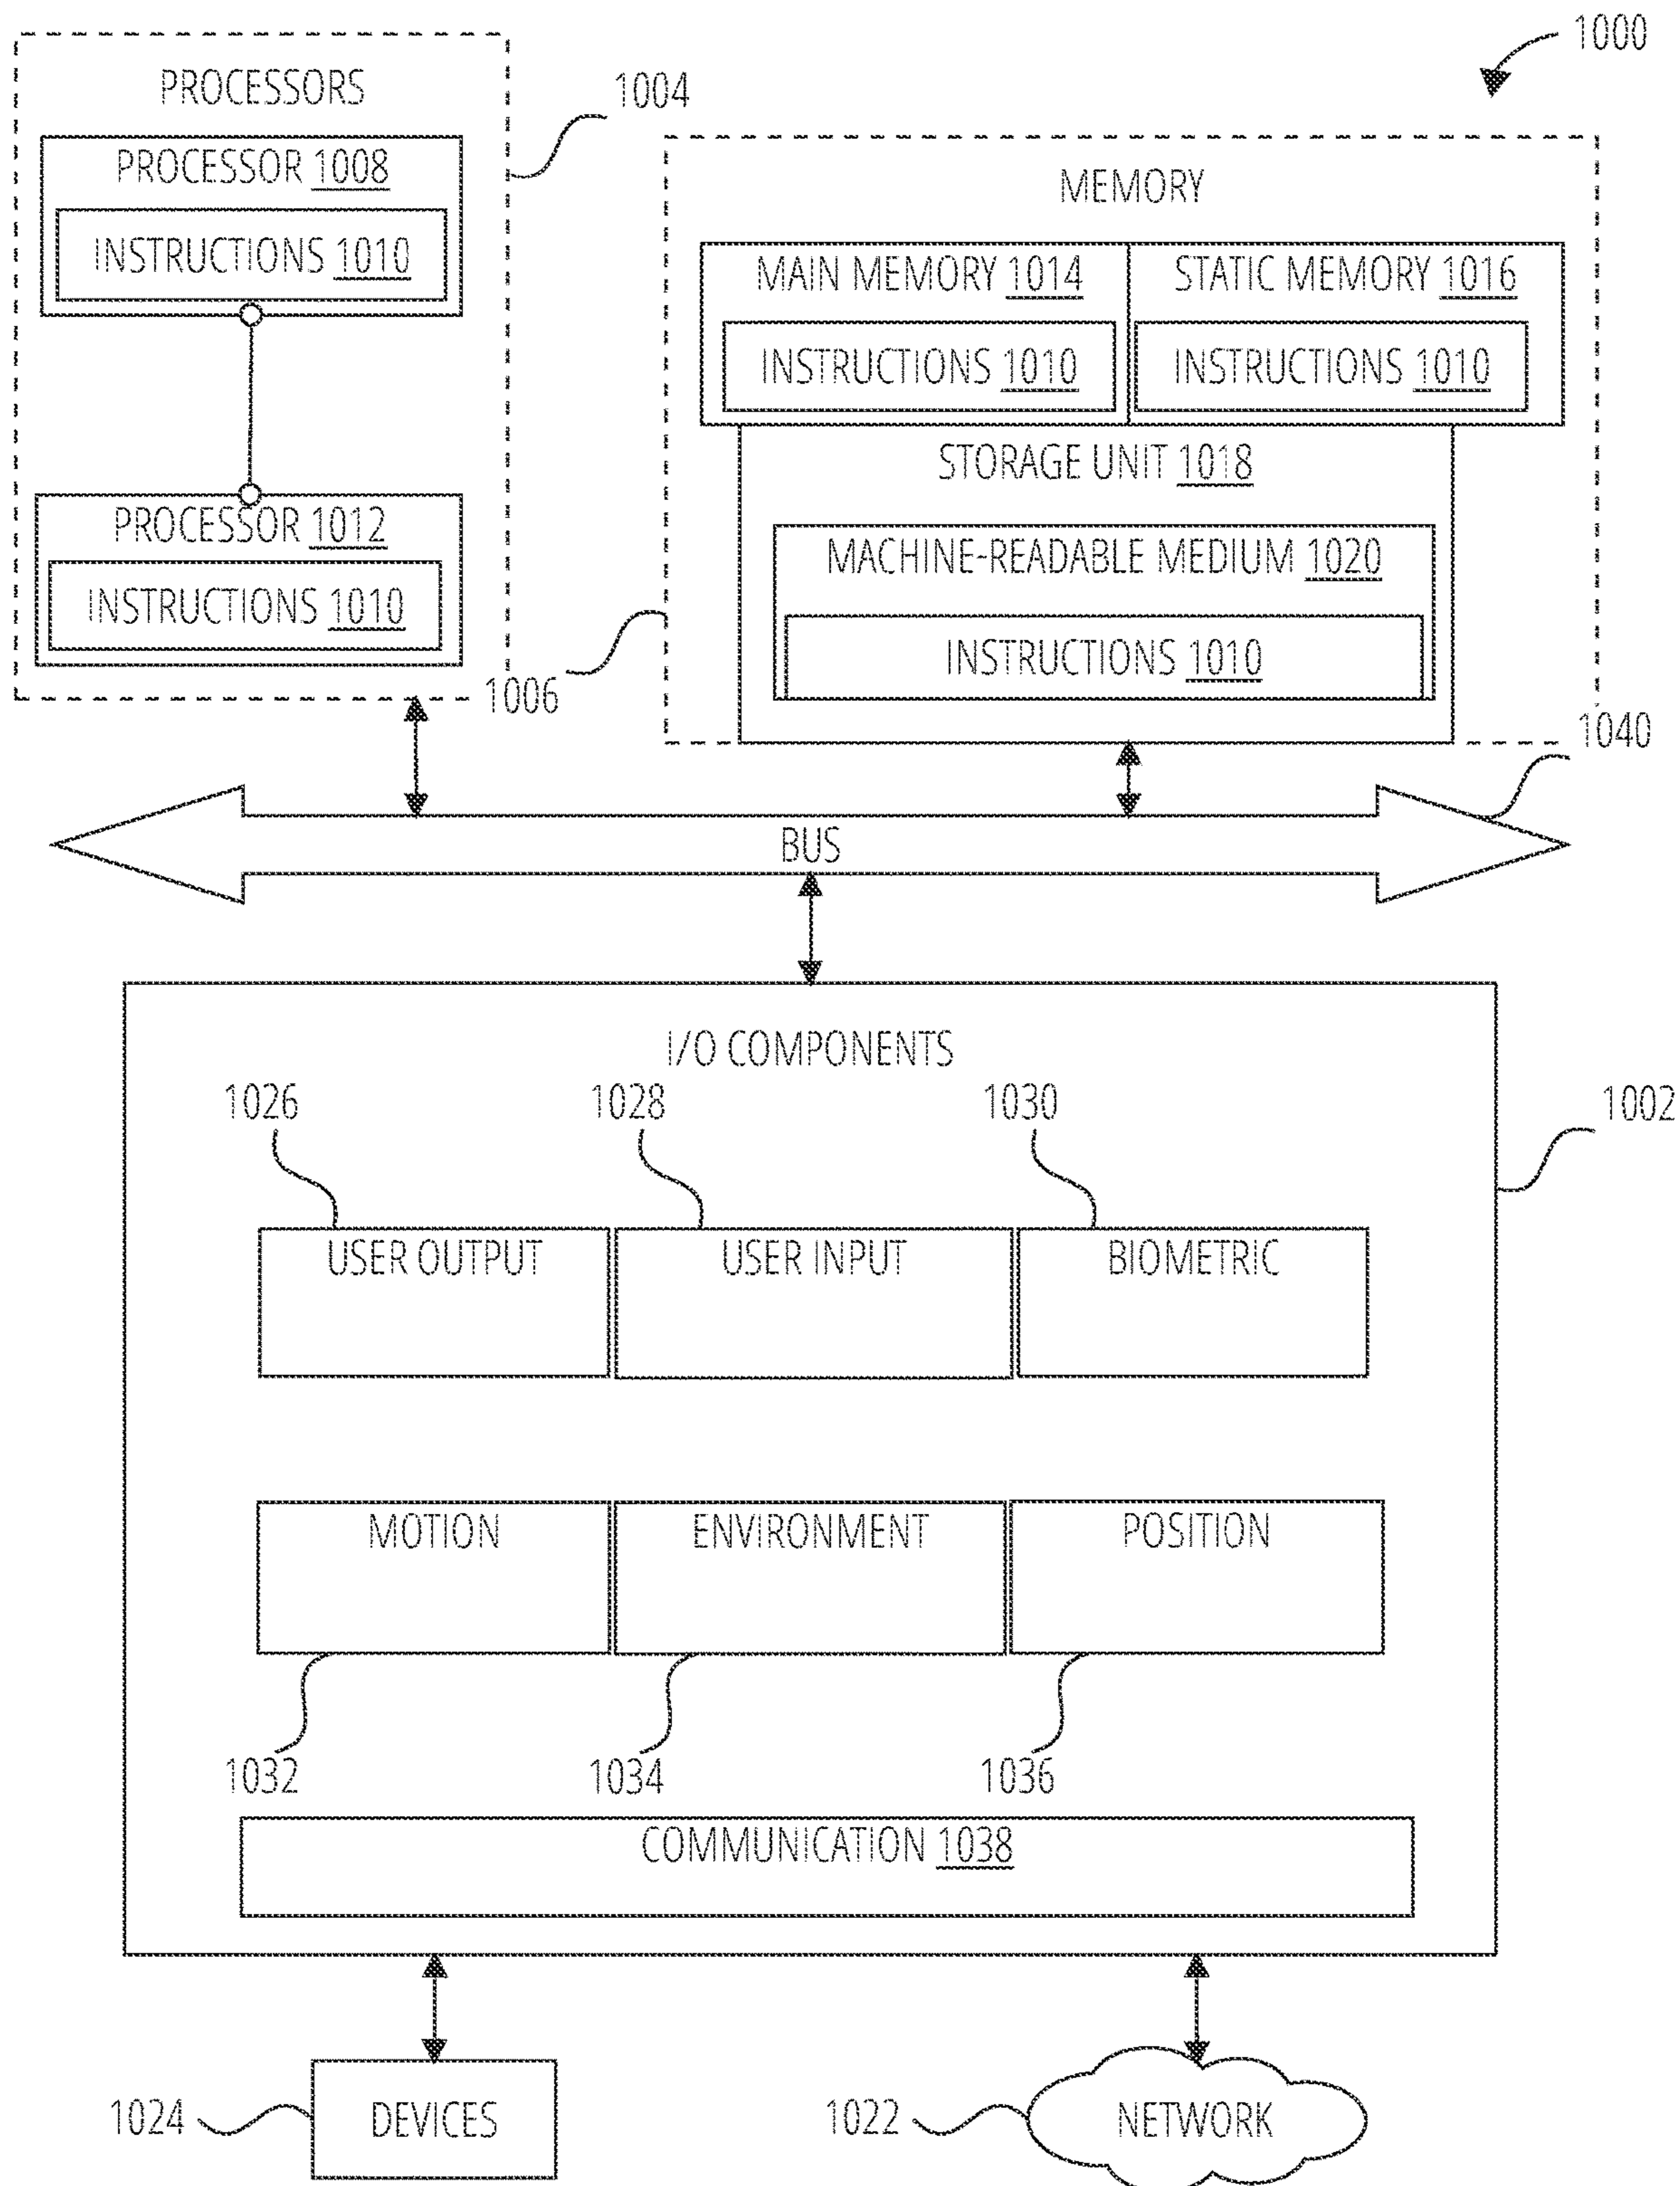 1000
PROCESSORS
1004
PROCESSOR 1008
INSTRUCTIONS 1010
PROCESSOR 1012
INSTRUCTIONS 1010
1006
MEMORY
MAIN MEMORY 1014
STATIC MEMORY 1016
INSTRUCTIONS 1010
INSTRUCTIONS 1010
STORAGE UNIT 1018
MACHINE-READABLE MEDIUM 1020
INSTRUCTIONS 1010
1040
BUS
I/O COMPONENTS
1026
1028
1030
1002
USER OUTPUT
USER INPUT
BIOMETRIC
MOTION
ENVIRONMENT
POSITION
1032
1034
1036
COMMUNICATION 1038
1024
DEVICES
1022
NETWORK